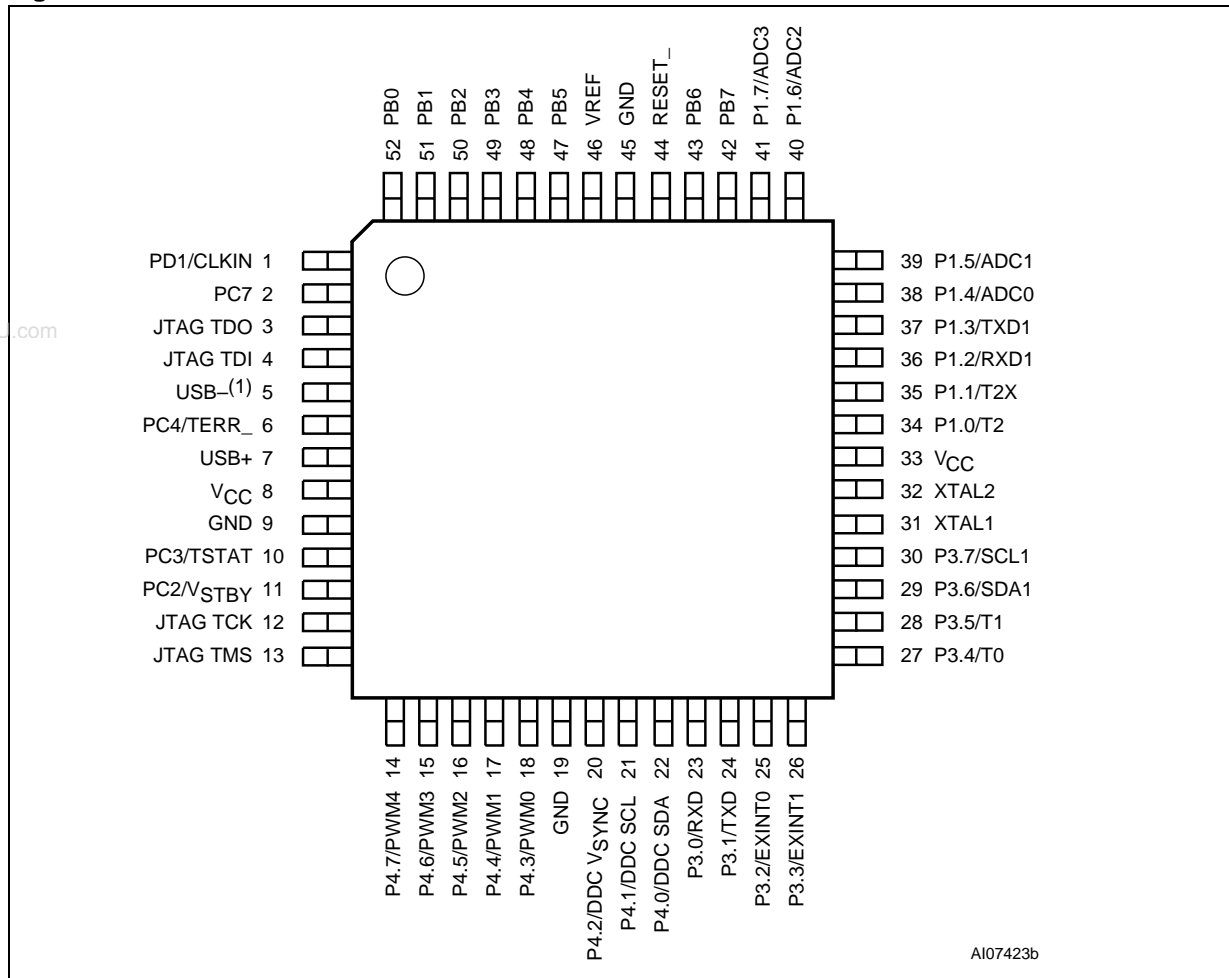 52 PB0
51 PB1
50 PB2
49 PB3
48 PB4
47 PB5
46 VREF
45 GND
44 RESET_
43 PB6
42 PB7
41 P1.7/ADC3
40 P1.6/ADC2
PD1/CLKIN 1
PC7 2
JTAG TDO 3
JTAG TDI 4
USB–(1) 5
PC4/TERR_ 6
USB+ 7
VCC 8
GND 9
PC3/TSTAT 10
PC2/VSTBY 11
JTAG TCK 12
JTAG TMS 13
39 P1.5/ADC1
38 P1.4/ADC0
37 P1.3/TXD1
36 P1.2/RXD1
35 P1.1/T2X
34 P1.0/T2
33 VCC
32 XTAL2
31 XTAL1
30 P3.7/SCL1
29 P3.6/SDA1
28 P3.5/T1
27 P3.4/T0
P4.7/PWM4 14
P4.6/PWM3 15
P4.5/PWM2 16
P4.4/PWM1 17
P4.3/PWM0 18
GND 19
P4.2/DDC VSYNC 20
P4.1/DDC SCL 21
P4.0/DDC SDA 22
P3.0/RXD 23
P3.1/TXD 24
P3.2/EXINT0 25
P3.3/EXINT1 26
AI07423b
.com